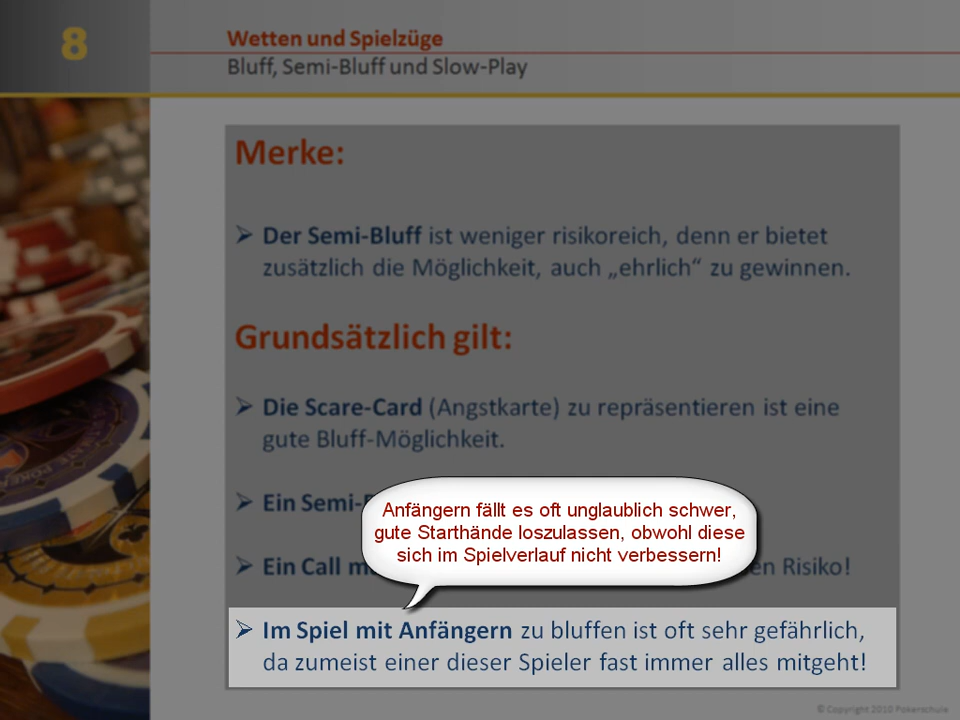 8
Wetten und Spielzüge
Bluff, Semi-Bluff und Slow-Play
Merke:
➢ Der Semi-Bluff ist weniger risikoreich, denn er bietet
zusätzlich die Möglichkeit, auch „ehrlich“ zu gewinnen.
Grundsätzlich gilt:
➢ Die Scare-Card (Angstkarte) zu repräsentieren ist eine
gute Bluff-Möglichkeit.
➢ Ein Semi-
Anfängern fällt es oft unglaublich schwer,
gute Starthände loszulassen, obwohl diese
sich im Spielverlauf nicht verbessern!
➢ Ein Call Risiko!
➢ Im Spiel mit Anfängern zu bluffen ist oft sehr gefährlich,
da zumeist einer dieser Spieler fast immer alles mitgeht!
© Copyright 2010 Pokerschule